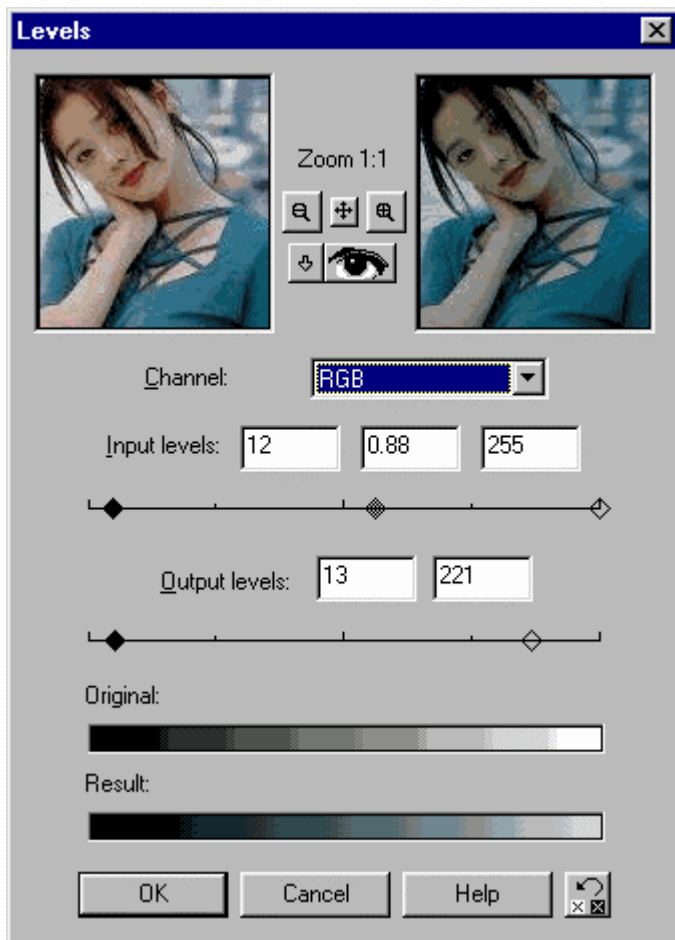 Levels
Zoom 1:1
Channel: RGB
Input levels: 12 0.88 255
Output levels: 13 221
Original:
Result:
OK Cancel Help